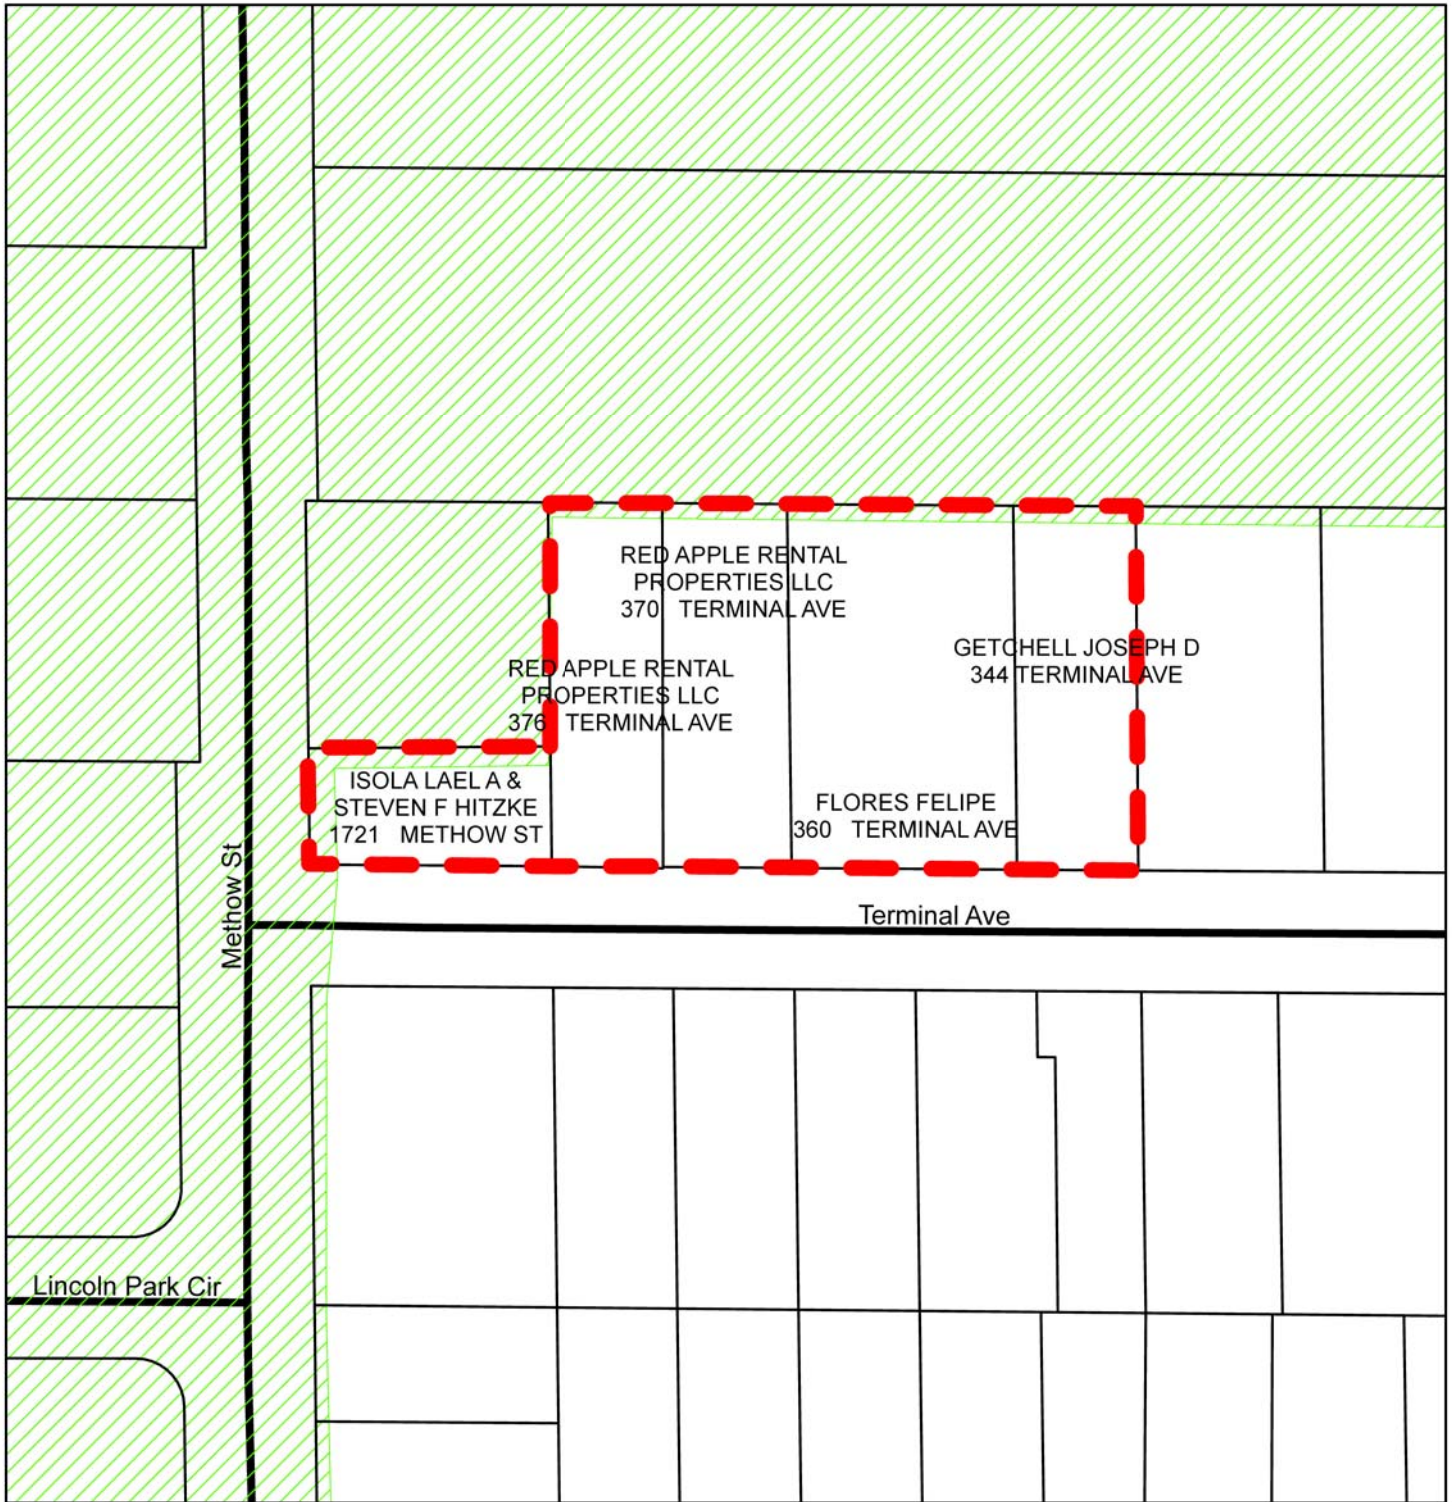 RED APPLE RENTAL
PROPERTIES LLC
370 TERMINAL AVE
GETCHELL JOSEPH D
344 TERMINAL AVE
RED APPLE RENTAL
PROPERTIES LLC
376 TERMINAL AVE
ISOLA LAEL A &
STEVEN F HITZKE
1721 METHOW ST
FLORES FELIPE
360 TERMINAL AVE
Methow St
Terminal Ave
Lincoln Park Cir